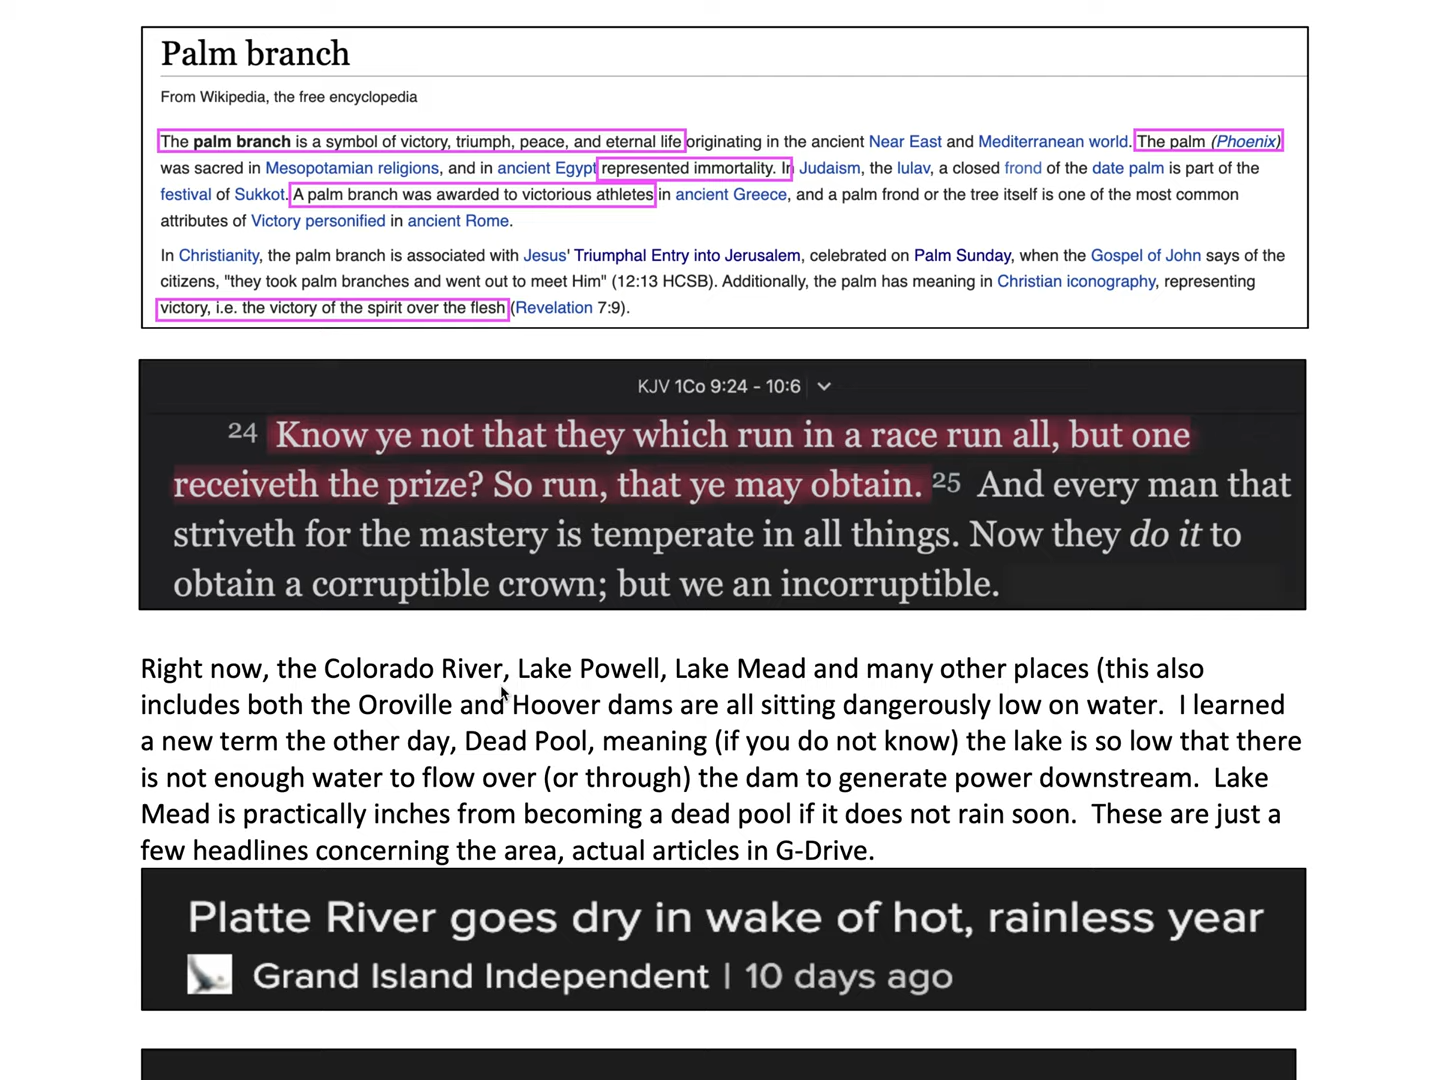 Palm branch
From Wikipedia, the free encyclopedia
The palm branch is a symbol of victory, triumph, peace, and eternal life originating in the ancient Near East and Mediterranean world. The palm (Phoenix)
was sacred in Mesopotamian religions, and in ancient Egypt represented immortality. In Judaism, the lulav, a closed frond of the date palm is part of the
festival of Sukkot. A palm branch was awarded to victorious athletes in ancient Greece, and a palm frond or the tree itself is one of the most common
attributes of Victory personified in ancient Rome.
In Christianity, the palm branch is associated with Jesus' Triumphal Entry into Jerusalem, celebrated on Palm Sunday, when the Gospel of John says of the
citizens, "they took palm branches and went out to meet Him" (12:13 HCSB). Additionally, the palm has meaning in Christian iconography, representing
victory, i.e. the victory of the spirit over the flesh (Revelation 7:9).
KJV 1Co 9:24 - 10:6
24 Know ye not that they which run in a race run all, but one
receiveth the prize? So run, that ye may obtain. 25 And every man that
striveth for the mastery is temperate in all things. Now they do it to
obtain a corruptible crown; but we an incorruptible.
Right now, the Colorado River, Lake Powell, Lake Mead and many other places (this also
includes both the Oroville and Hoover dams are all sitting dangerously low on water. I learned
a new term the other day, Dead Pool, meaning (if you do not know) the lake is so low that there
is not enough water to flow over (or through) the dam to generate power downstream. Lake
Mead is practically inches from becoming a dead pool if it does not rain soon. These are just a
few headlines concerning the area, actual articles in G-Drive.
Platte River goes dry in wake of hot, rainless year
Grand Island Independent | 10 days ago